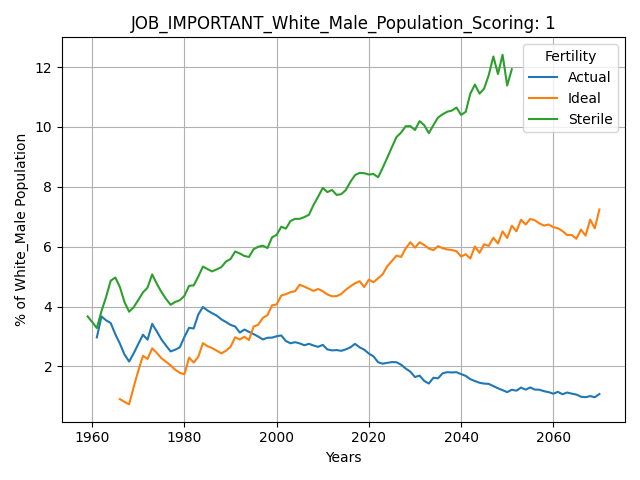 JOB_IMPORTANT_White_Male_Population_Scoring: 1
Fertility
Actual
Ideal
Sterile
% of White_Male Population
12
10
8
6
4
2
1960
1980
2000
2020
2040
2060
Years